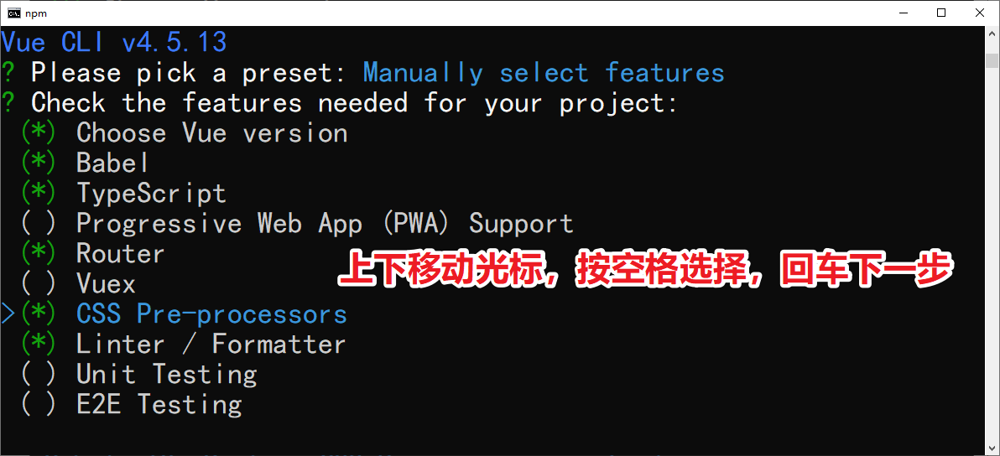 npm
Vue CLI v4.5.13
? Please pick a preset: Manually select features
? Check the features needed for your project:
(*) Choose Vue version
(*) Babel
(*) TypeScript
( ) Progressive Web App (PWA) Support
(*) Router
上下移动光标，按空格选择，回车下一步
( ) Vuex
>(*) CSS Pre-processors
(*) Linter / Formatter
( ) Unit Testing
( ) E2E Testing